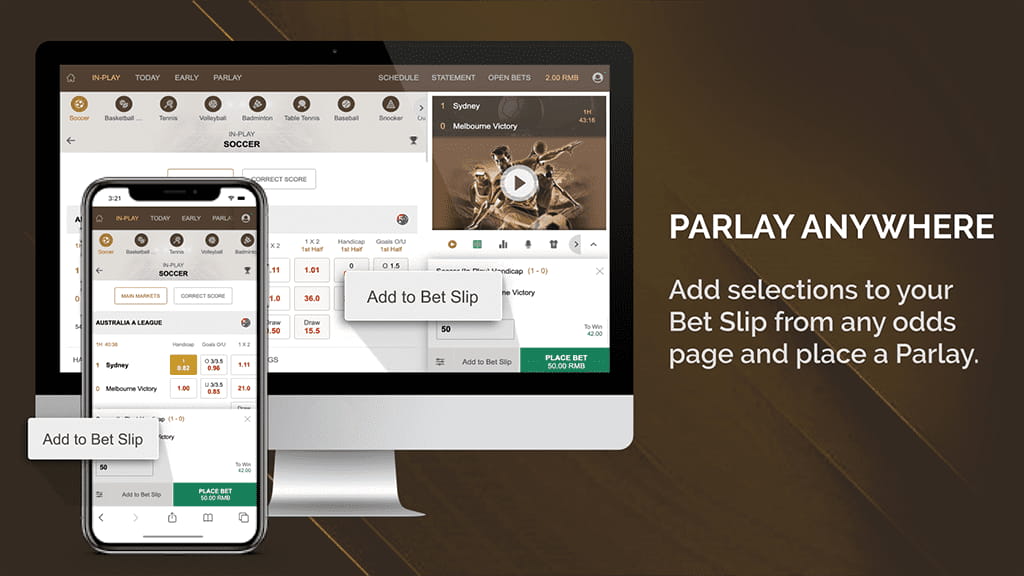 IN-PLAY TODAY EARLY PARLAY SCHEDULE STATEMENT OPEN BETS 2.00 RMB
Soccer Basketball Tennis Volleyball Badminton Table Tennis Baseball Snooker
IN-PLAY
SOCCER
CORRECT SCORE
1 Sydney
0 Melbourne Victory
1H
43:16
X 2 1 X 2 Handicap Goals O/U
1st Half 1st Half 1st Half
.11 1.01 0 O 1.5
1.0 36.0
Draw
.50 15.5
(1 - 0)
ne Victory
Add to Bet Slip
50
To Win
42.00
Add to Bet Slip
PLACE BET
50.00 RMB
3:21
IN-PLAY TODAY EARLY PARLA
Soccer Basketball Tennis Volleyball Badminton
IN-PLAY
SOCCER
MAIN MARKETS CORRECT SCORE
AUSTRALIA A LEAGUE
1H 40:38 Handicap Goals O/U 1 X 2
1 Sydney 1 0.82 O 3/3.5 0.96 1.11
0 Melbourne Victory 1.00 U 3/3.5 0.85 21.0
(1 - 0)
ictory
Add to Bet Slip
50
To Win
42.00
Add to Bet Slip
PLACE BET
50.00 RMB
PARLAY ANYWHERE
Add selections to your
Bet Slip from any odds
page and place a Parlay.